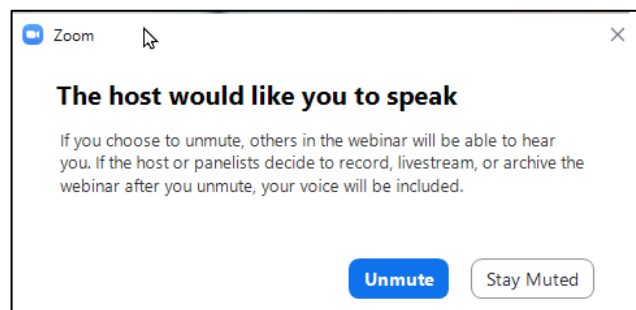 Zoom
The host would like you to speak
If you choose to unmute, others in the webinar will be able to hear
you. If the host or panelists decide to record, livestream, or archive the
webinar after you unmute, your voice will be included.
Unmute Stay Muted